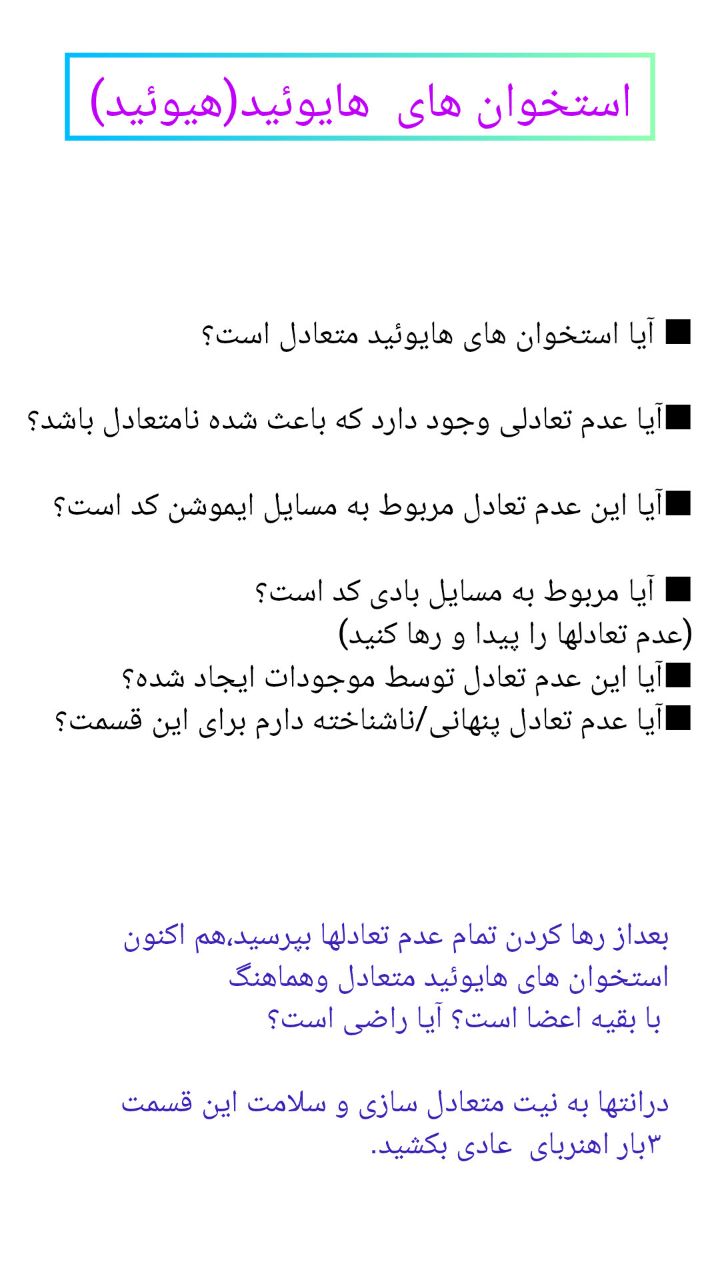 استخوان های  هایوئید(هیوئید)
■ آیا استخوان های هایوئید متعادل است؟
■آیا عدم تعادلی وجود دارد که باعث شده نامتعادل باشد؟
■آیا این عدم تعادل مربوط به مسایل ایموشن کد است؟
■ آیا مربوط به مسایل بادی کد است؟
(عدم تعادلها را پیدا و رها کنید)
■آیا این عدم تعادل توسط موجودات ایجاد شده؟
■آیا عدم تعادل پنهانی/ناشناخته دارم برای این قسمت؟
بعداز رها کردن تمام عدم تعادلها بپرسید،هم اکنون
استخوان های هایوئید متعادل وهماهنگ
با بقیه اعضا است؟ آیا راضی است؟
درانتها به نیت متعادل سازی و سلامت این قسمت
۳بار اهنربای  عادی بکشید.